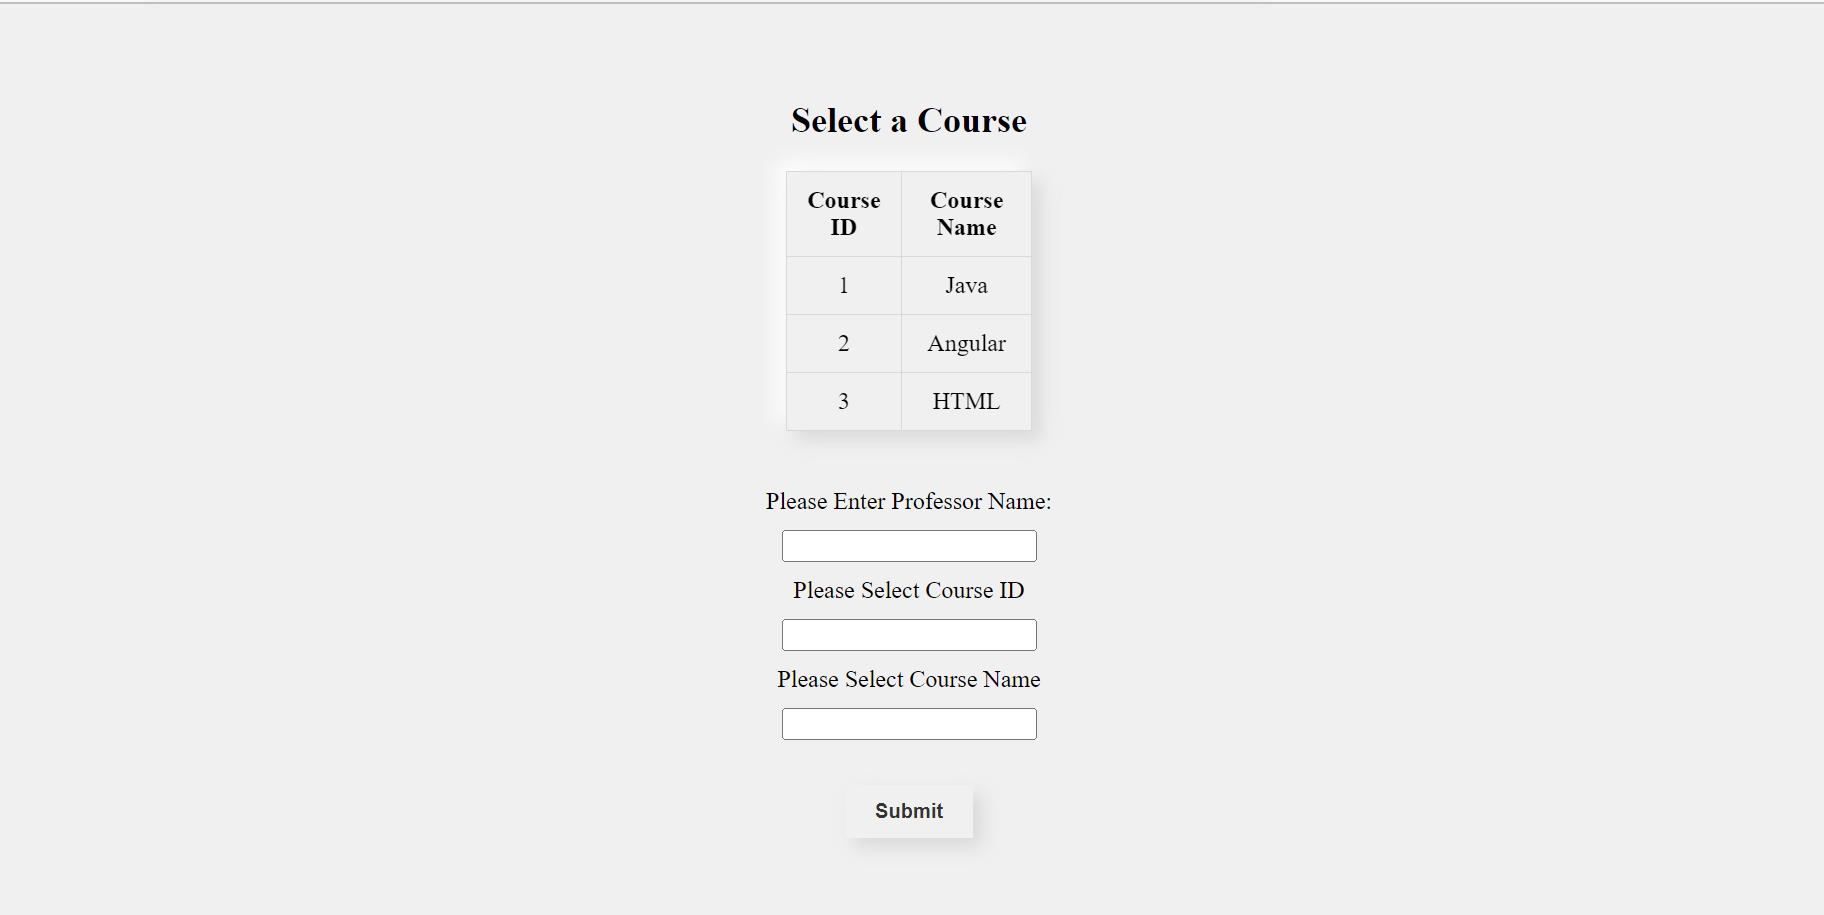 Select a Course
Course ID Course Name
1 Java
2 Angular
3 HTML
Please Enter Professor Name:
Please Select Course ID
Please Select Course Name
Submit